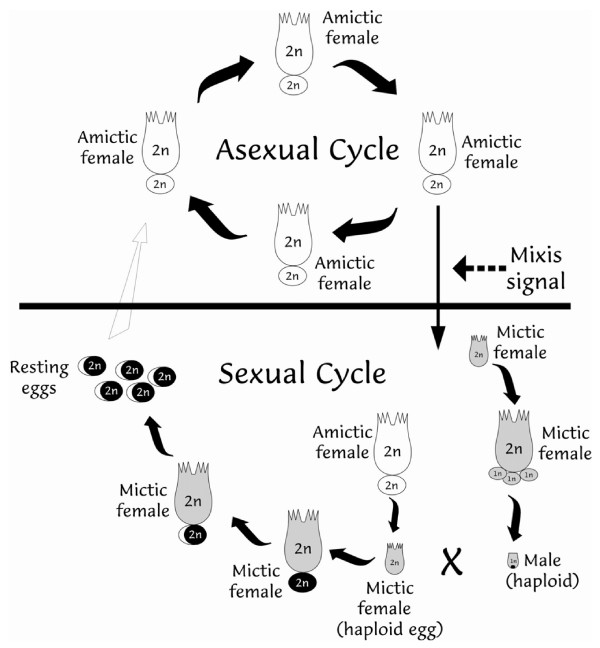 Amictic
female
2n
2n
Amictic
female
2n
2n
Asexual Cycle
2n
2n
Amictic
female
2n
2n
Amictic
female
Mixis
signal
Resting
eggs
2n
2n
2n
2n
2n
Sexual Cycle
2n
Mictic
female
Amictic
female
2n
2n
2n
1n
1n
1n
Mictic
female
Mictic
female
2n
2n
2n
2n
Mictic
female
2n
Mictic
female
(haploid egg)
X
1n
Male
(haploid)